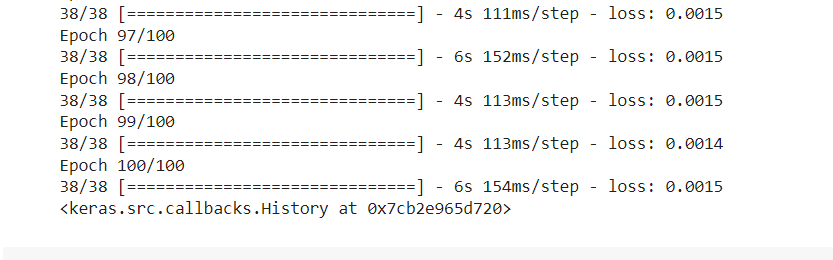 38/38 [==============================] - 4s 111ms/step - loss: 0.0015
Epoch 97/100
38/38 [==============================] - 6s 152ms/step - loss: 0.0015
Epoch 98/100
38/38 [==============================] - 4s 113ms/step - loss: 0.0015
Epoch 99/100
38/38 [==============================] - 4s 113ms/step - loss: 0.0014
Epoch 100/100
38/38 [==============================] - 6s 154ms/step - loss: 0.0015
<keras.src.callbacks.History at 0x7cb2e965d720>